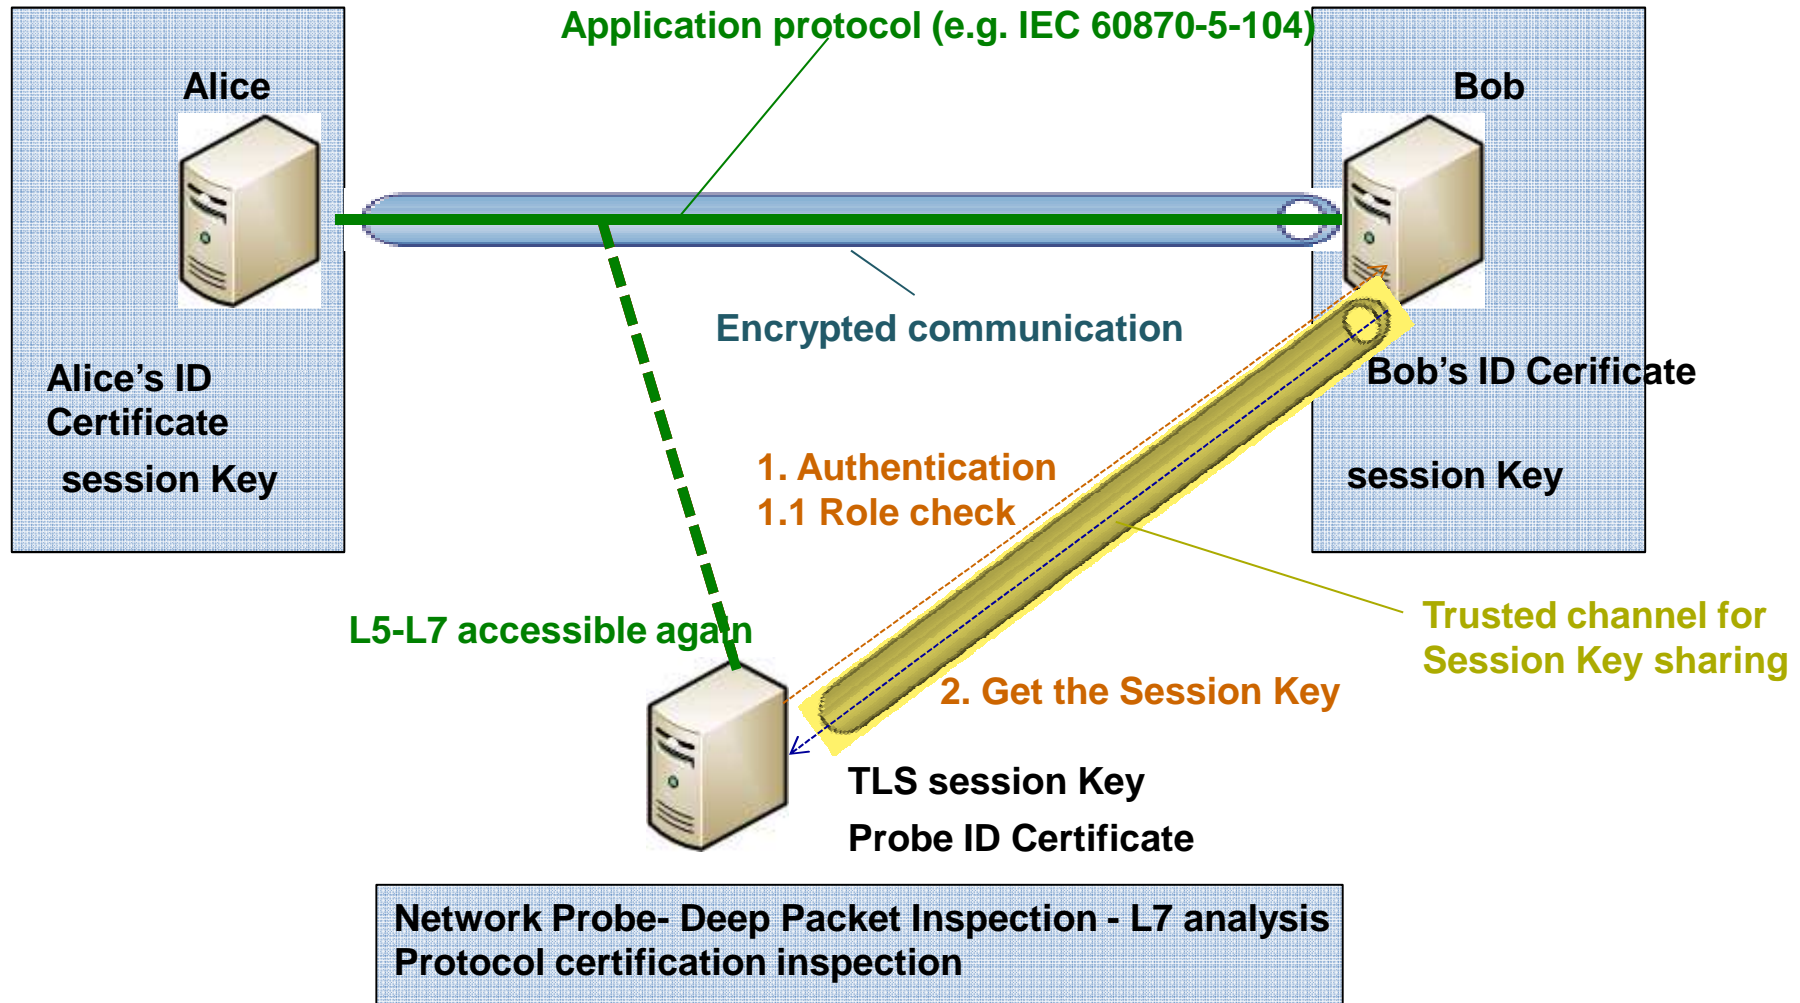 Application protocol (e.g. IEC 60870-5-104)
Alice
Bob
Encrypted communication
Alice’s ID
Certificate
session Key
Bob’s ID Cerificate
session Key
1. Authentication
1.1 Role check
L5-L7 accessible again
Trusted channel for
Session Key sharing
2. Get the Session Key
TLS session Key
Probe ID Certificate
Network Probe- Deep Packet Inspection - L7 analysis
Protocol certification inspection